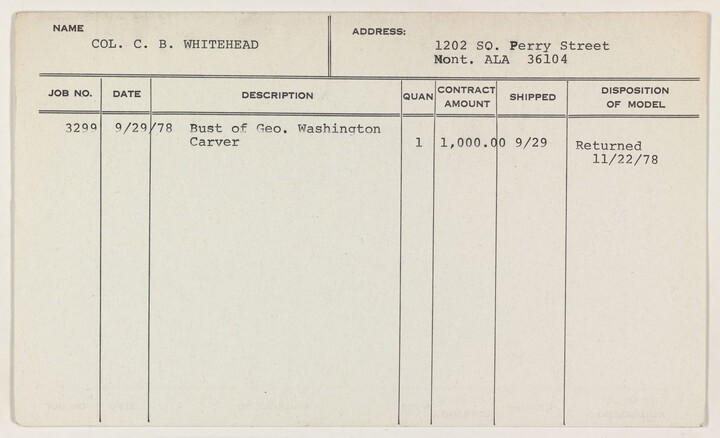 NAME
COL. C. B. WHITEHEAD
ADDRESS:
1202 SO. Perry Street
Mont. ALA 36104
JOB NO. DATE DESCRIPTION QUAN CONTRACT AMOUNT SHIPPED DISPOSITION OF MODEL
3299 9/29/78 Bust of Geo. Washington
Carver 1 1,000.00 9/29 Returned
11/22/78